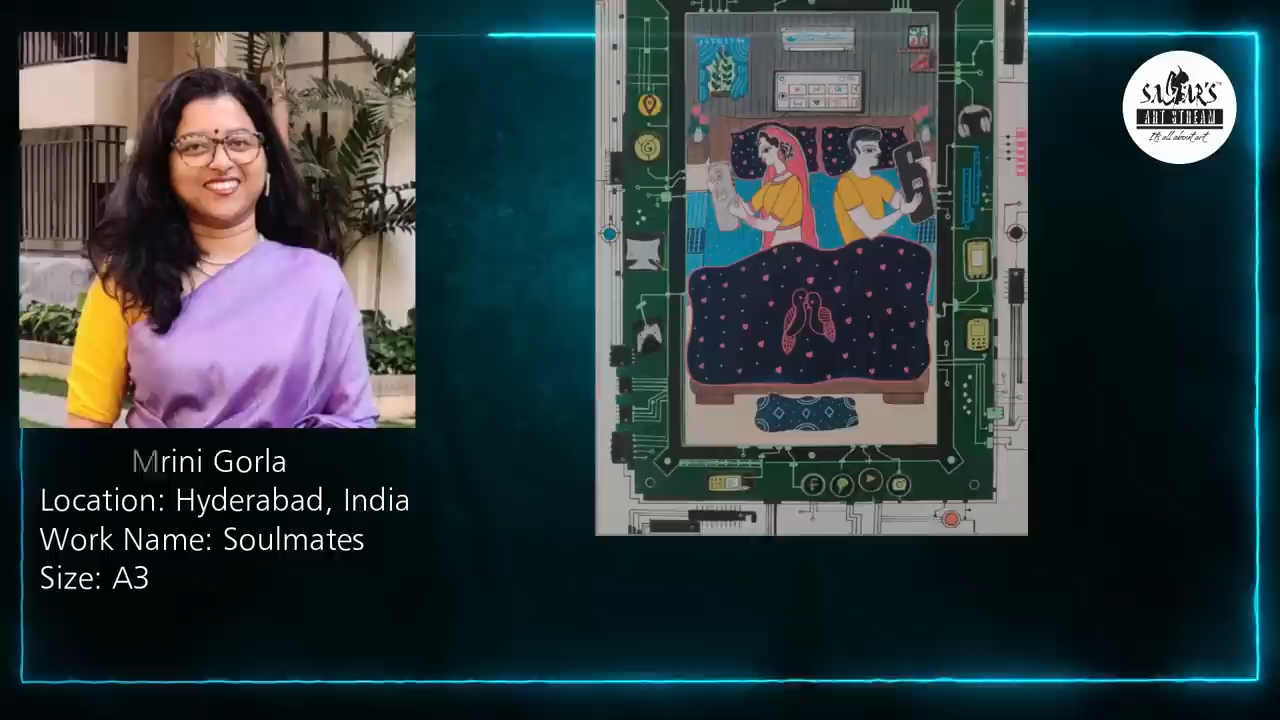 Mrini Gorla
Location: Hyderabad, India
Work Name: Soulmates
Size: A3
SAGAR'S
ART STREAM
It's all about art